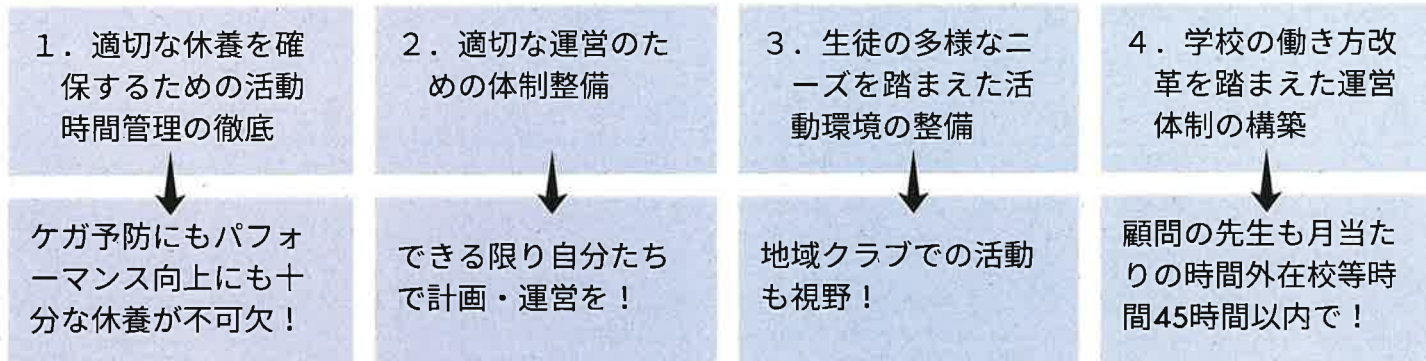 １．適切な休養を確
保するための活動
時間管理の徹底
ケガ予防にもパフォ
ーマンス向上にも十
分な休養が不可欠！
２．適切な運営のた
めの体制整備
できる限り自分たち
で計画・運営を！
３．生徒の多様なニ
ーズを踏まえた活
動環境の整備
地域クラブでの活動
も視野！
４．学校の働き方改
革を踏まえた運営
体制の構築
顧問の先生も月当た
りの時間外在校等時
間45時間以内で！